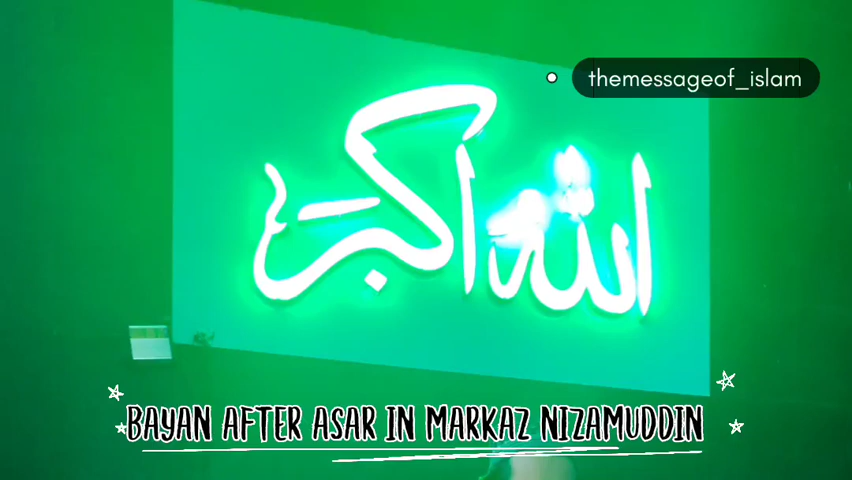 themessageof_islam
الله اكبر
BAYAN AFTER ASAR IN MARKAZ NIZAMUDDIN